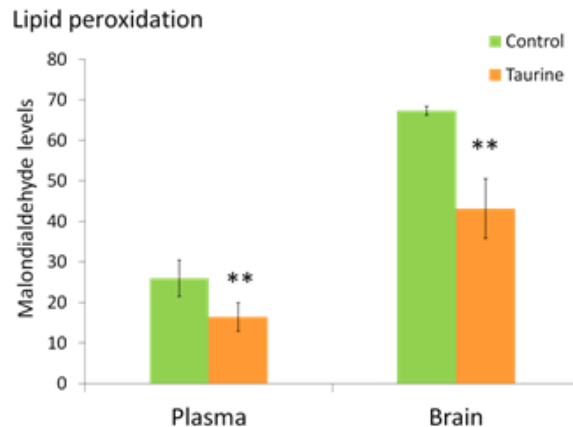 Lipid peroxidation
Control
Taurine
Malondialdehyde levels
80
70
60
50
40
30
20
10
0
**
**
Plasma
Brain